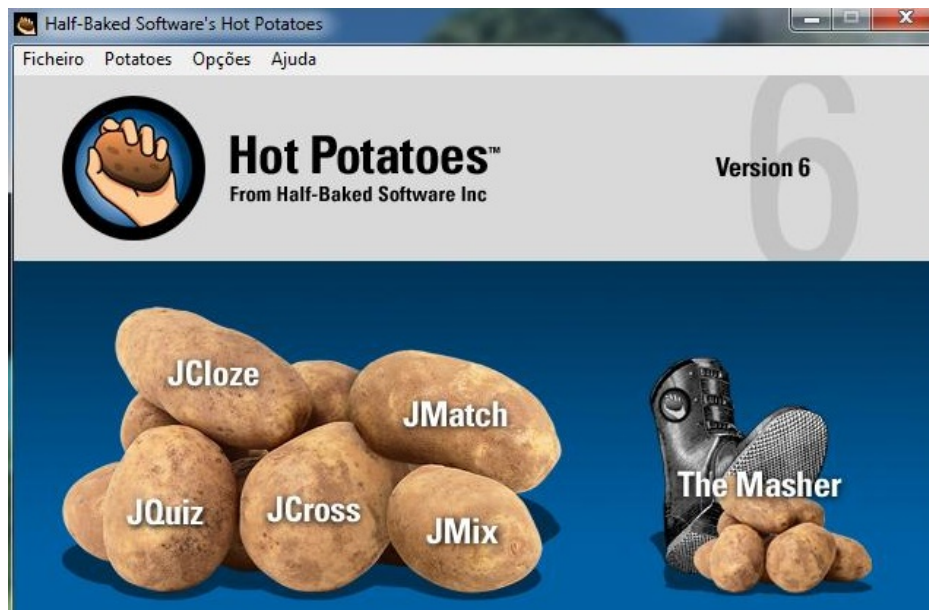 Half-Baked Software's Hot Potatoes
Ficheiro Potatoes Opções Ajuda
Hot Potatoes™
From Half-Baked Software Inc
6
Version 6
JCloze
JMatch
JQuiz
JCross
JMix
The Masher